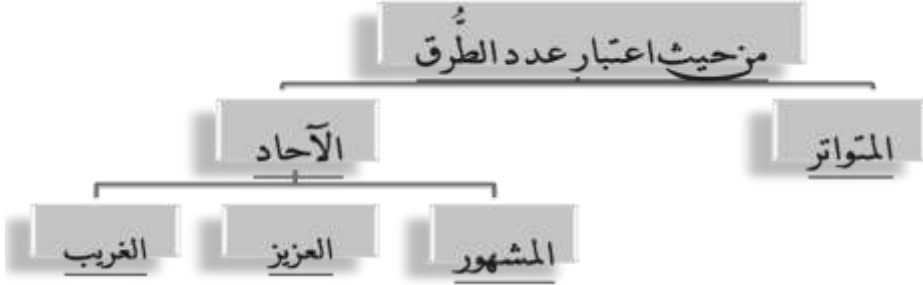 من حيث اعتبار عدد الطُّرق
المتواتر
الآحاد
المشهور
العزيز
الغريب